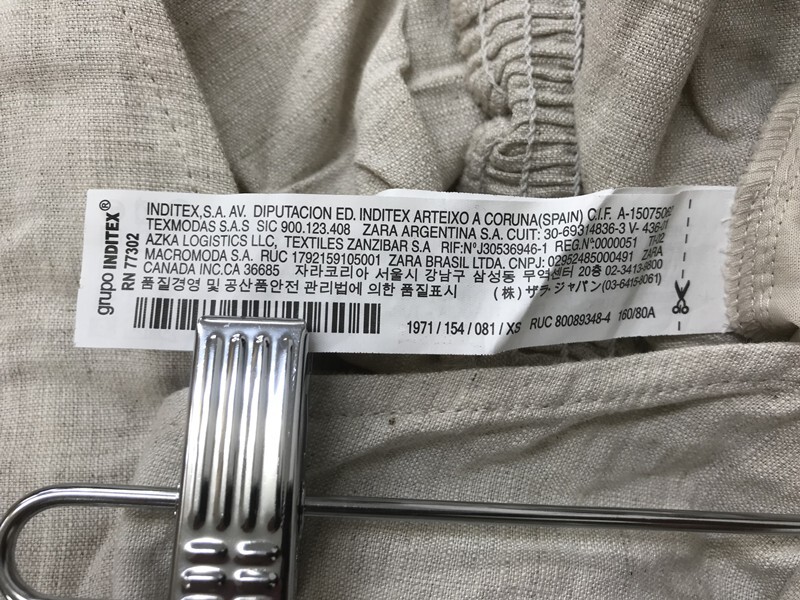 grupo INDITEX®
RN 77302
INDITEX,S.A. AV. DIPUTACION ED. INDITEX ARTEIXO A CORUNA(SPAIN) C.I.F.
TEXMODAS S.A.S SIC 900.123.408 ZARA ARGENTINA S.A. CUIT: 30-69314836-3
AZKA LOGISTICS LLC, TEXTILES ZANZIBAR S.A RIF:N°J30536946-1 REG.N°0000051
MACROMODA S.A. RUC 1792159105001 ZARA BRASIL LTDA. CNPJ: 02952485000491 ZARA
CANADA INC.CA 36685 자라코리아 서울시 강남구 삼성동 무역센터 20층 02-3413-9800
품질경영 및 공산품안전 관리법에 의한 품질표시 (株) ザラ ジャパン(03-6415-8061)
1971 / 154 / 081 / XS RUC 80089348-4 160/80A